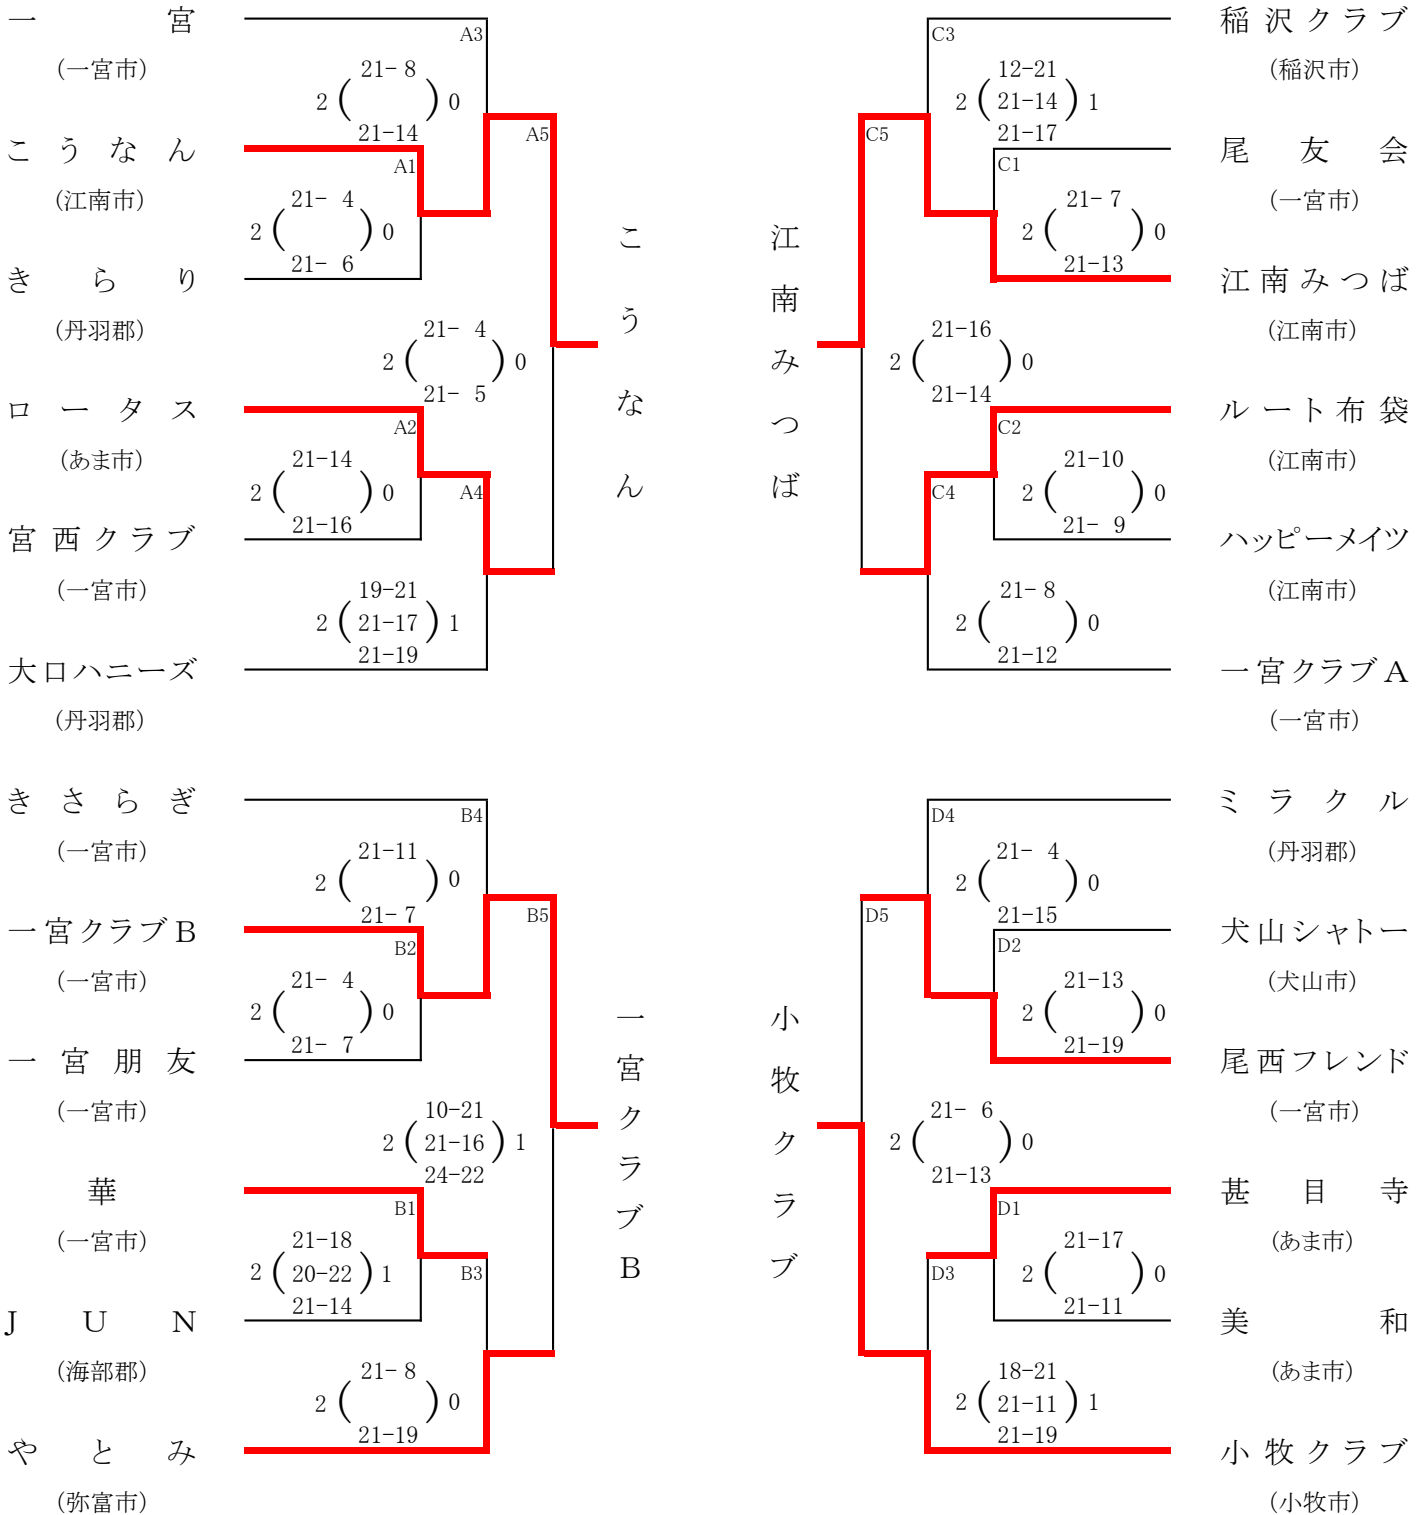 一宮
(一宮市)
こうなん
(江南市)
きらり
(丹羽郡)
ロータス
(あま市)
宮西クラブ
(一宮市)
大口ハニーズ
(丹羽郡)
A3
21- 8
2 ( ) 0
21-14
A1
21- 4
2 ( ) 0
21- 6
A5
21- 4
2 ( ) 0
21- 5
A2
21-14
2 ( ) 0
21-16
A4
19-21
2 ( 21-17 ) 1
21-19
こうなん
稲沢クラブ
(稲沢市)
尾友会
(一宮市)
江南みつば
(江南市)
ルート布袋
(江南市)
ハッピーメイツ
(江南市)
一宮クラブA
(一宮市)
C3
12-21
2 ( 21-14 ) 1
21-17
C5
C1
21- 7
2 ( ) 0
21-13
21-16
2 ( ) 0
21-14
C2
21-10
2 ( ) 0
21- 9
C4
21- 8
2 ( ) 0
21-12
江南みつば
きさらぎ
(一宮市)
一宮クラブB
(一宮市)
一宮朋友
(一宮市)
華
(一宮市)
JUN
(海部郡)
やとみ
(弥富市)
B4
21-11
2 ( ) 0
21- 7
B5
B2
21- 4
2 ( ) 0
21- 7
10-21
2 ( 21-16 ) 1
24-22
B1
21-18
2 ( 20-22 ) 1
21-14
B3
21- 8
2 ( ) 0
21-19
一宮クラブB
ミラクル
(丹羽郡)
犬山シャトー
(犬山市)
尾西フレンド
(一宮市)
甚目寺
(あま市)
美和
(あま市)
小牧クラブ
(小牧市)
D4
21- 4
2 ( ) 0
21-15
D5
D2
21-13
2 ( ) 0
21-19
21- 6
2 ( ) 0
21-13
D1
21-17
2 ( ) 0
21-11
D3
18-21
2 ( 21-11 ) 1
21-19
小牧クラブ